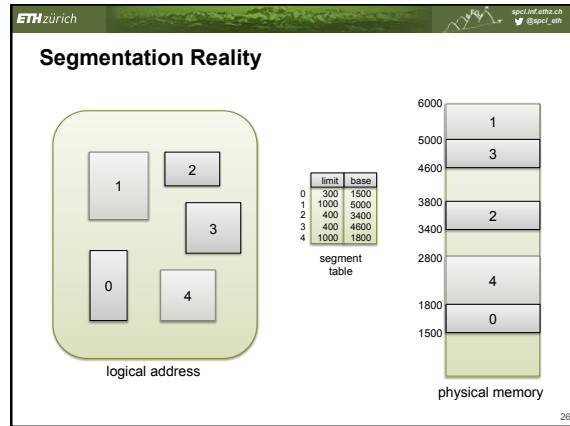 ETH zürich
spcl.inf.ethz.ch
@spcl_eth
Segmentation Reality
1
2
3
0
4
logical address
limit base
0 300 1500
1 1000 5000
2 400 3400
3 400 4600
4 1000 1800
segment
table
6000
1
5000
3
4600
3800
2
3400
2800
4
1800
0
1500
physical memory
26